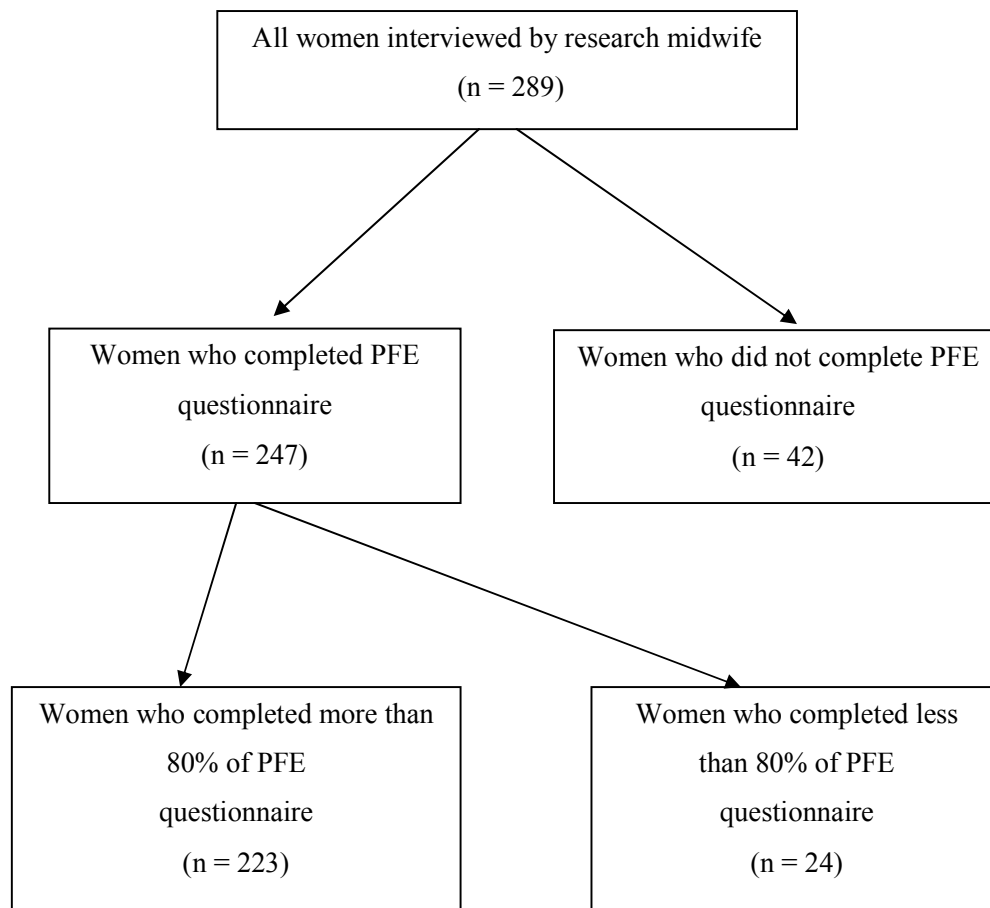 All women interviewed by research midwife
(n = 289)
Women who completed PFE
questionnaire
(n = 247)
Women who did not complete PFE
questionnaire
(n = 42)
Women who completed more than
80% of PFE
questionnaire
(n = 223)
Women who completed less
than 80% of PFE
questionnaire
(n = 24)